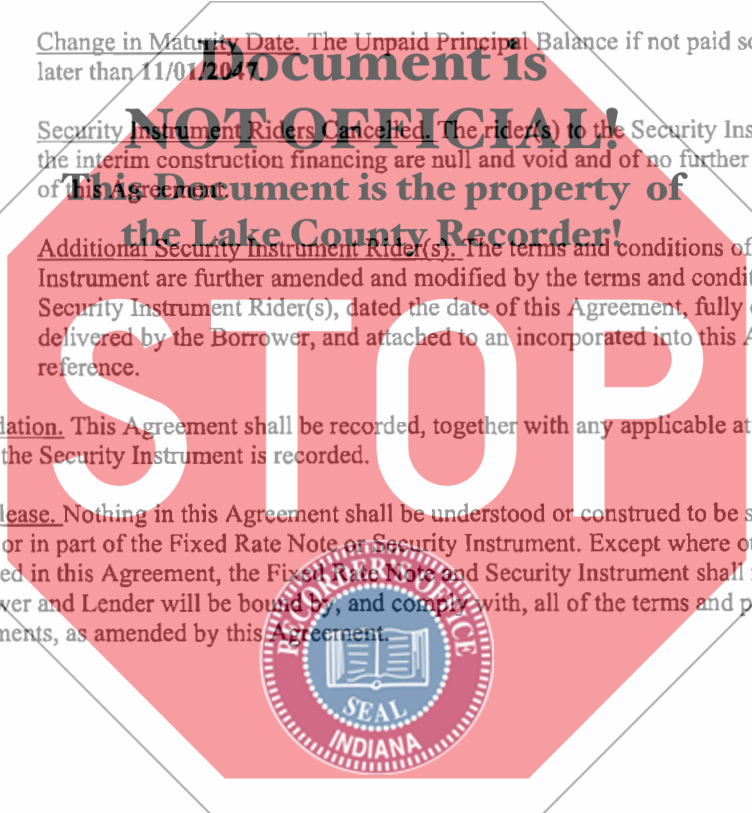 Change in Maturity Date. The Unpaid Principal Balance if not paid so
later than 11/01/2047.
Document is
NOT OFFICIAL!
Security Instrument Riders Cancelled. The rider(s) to the Security Ins
the interim construction financing are null and void and of no further
of this Agreement.
This Document is the property of
the Lake County Recorder!
Additional Security Instrument Rider(s). The terms and conditions of
Instrument are further amended and modified by the terms and condit
Security Instrument Rider(s), dated the date of this Agreement, fully
delivered by the Borrower, and attached to an incorporated into this A
reference.
STOP
lation. This Agreement shall be recorded, together with any applicable at
the Security Instrument is recorded.
lease. Nothing in this Agreement shall be understood or construed to be s
or in part of the Fixed Rate Note or Security Instrument. Except where o
ed in this Agreement, the Fixed Rate Note and Security Instrument shall
wer and Lender will be bound by, and comply with, all of the terms and p
ments, as amended by this Agreement.
RECORDER'S OFFICE
SEAL
INDIANA